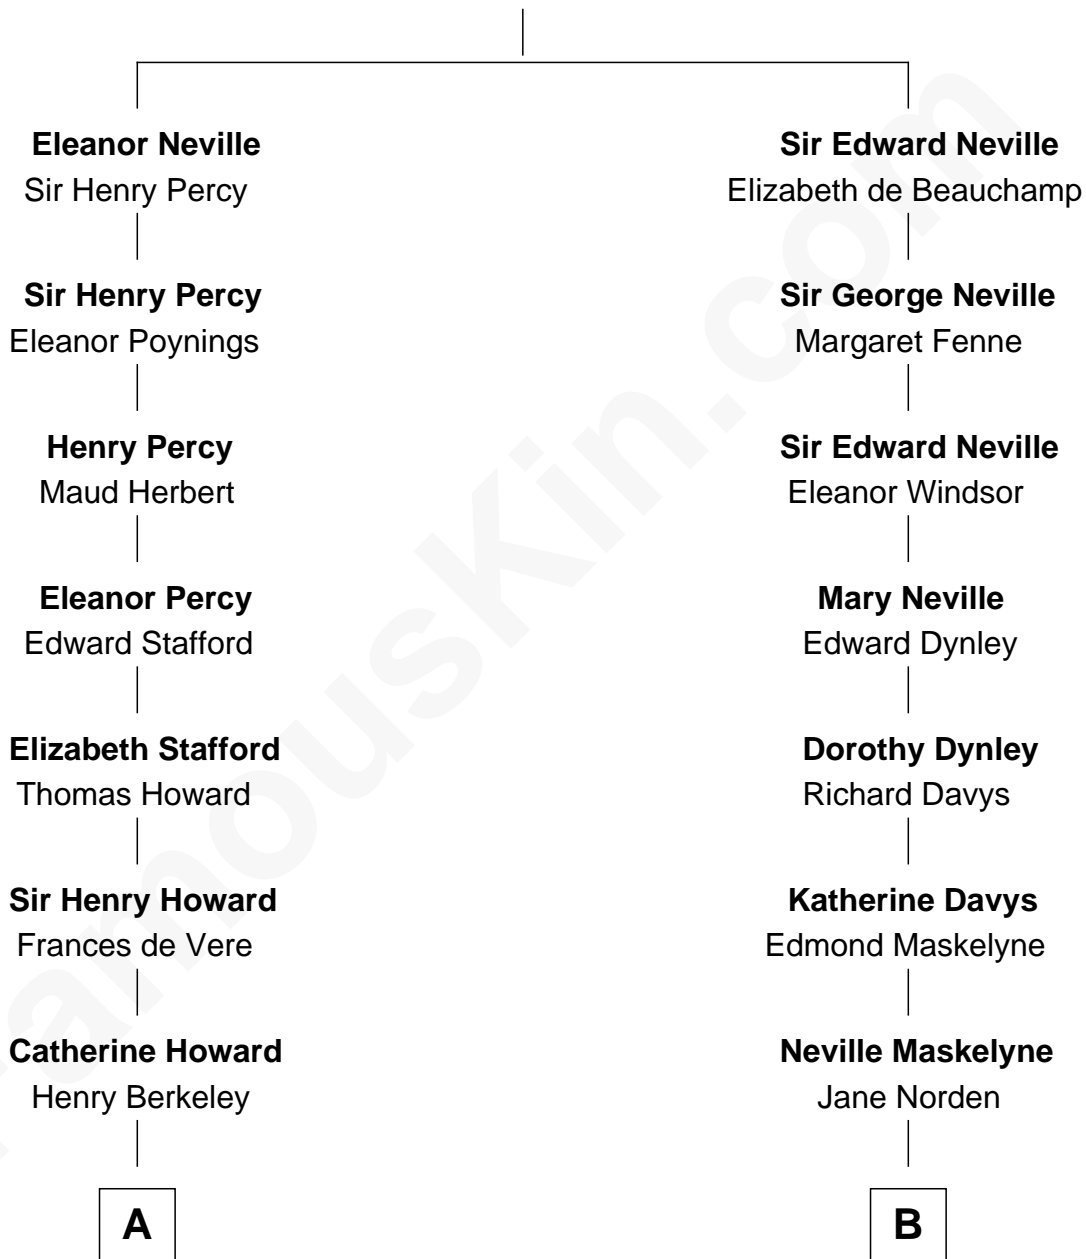 Eleanor Neville
Sir Henry Percy
Sir Henry Percy
Eleanor Poynings
Henry Percy
Maud Herbert
Eleanor Percy
Edward Stafford
Elizabeth Stafford
Thomas Howard
Sir Henry Howard
Frances de Vere
Catherine Howard
Henry Berkeley
A
Sir Edward Neville
Elizabeth de Beauchamp
Sir George Neville
Margaret Fenne
Sir Edward Neville
Eleanor Windsor
Mary Neville
Edward Dynley
Dorothy Dynley
Richard Davys
Katherine Davys
Edmond Maskelyne
Neville Maskelyne
Jane Norden
B
FamousKin.com